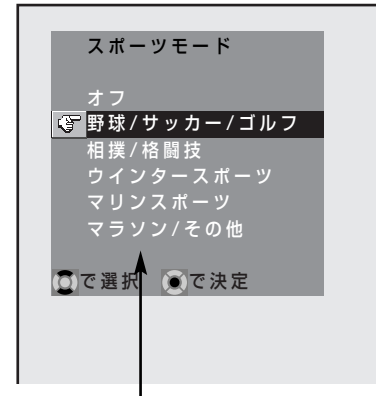 スポーツモード
オフ
野球/サッカー/ゴルフ
相撲/格闘技
ウインタースポーツ
マリンスポーツ
マラソン/その他
で選択 で決定